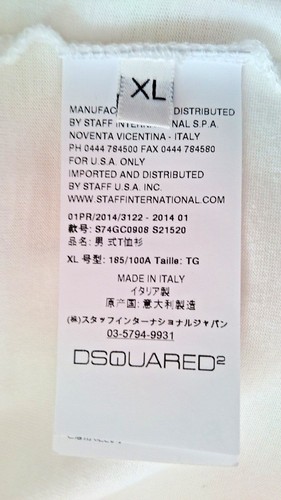 XL
MANUFAC DISTRIBUTED
BY STAFF INTER NAL S.P.A.
NOVENTA VICENTINA - ITALY
PH 0444 784500 FAX 0444 784580
FOR U.S.A. ONLY
IMPORTED AND DISTRIBUTED
BY STAFF U.S.A. INC.
WWW.STAFFINTERNATIONAL.COM
01PR/2014/3122 - 2014 01
款号: S74GC0908 S21520
品名: 男式T恤衫
XL 号型: 185/100A Taille: TG
MADE IN ITALY
イタリア製
原产国: 意大利制造
(株)スタッフインターナショナルジャパン
03-5794-9931
DSQUARED2